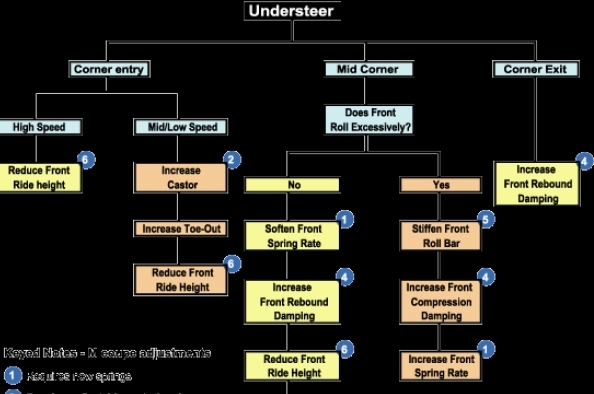 Understeer
Corner entry
Mid Corner
Corner Exit
Does Front
Roll Excessively?
High Speed
Mid/Low Speed
6
Reduce Front
Ride height
2
Increase
Castor
4
Increase
Front Rebound
Damping
No
Yes
Increase Toe-Out
1
Soften Front
Spring Rate
5
Stiffen Front
Roll Bar
6
Reduce Front
Ride Height
4
Increase
Front Rebound
Damping
4
Increase Front
Compression
Damping
6
Reduce Front
Ride Height
1
Increase Front
Spring Rate
Keyed Notes - M coupe adjustments
1 Requires new springs